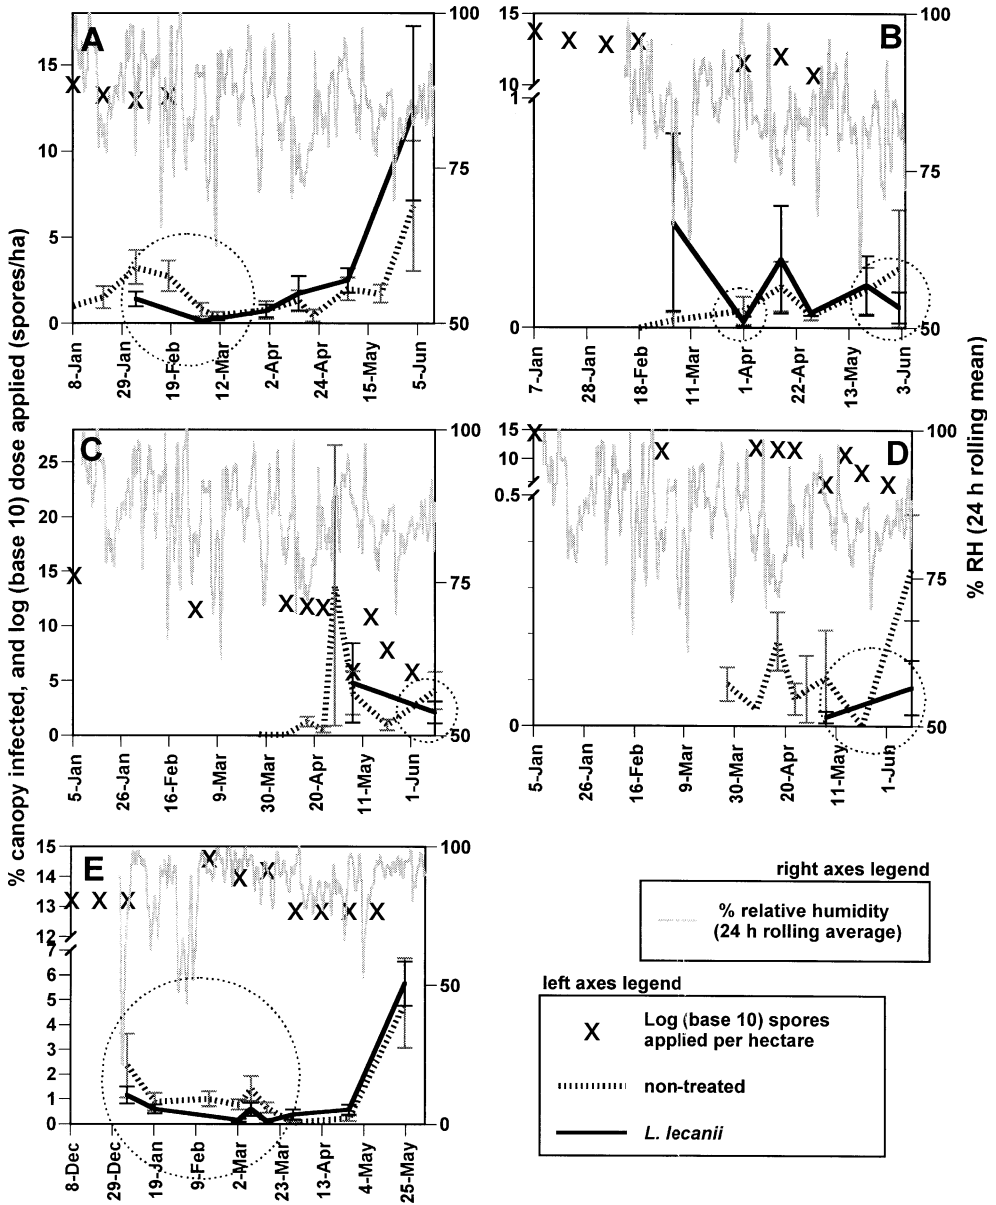 % canopy infected, and log (base 10) dose applied (spores/ha)
A
15
10
5
0
100
75
50
8-Jan
29-Jan
19-Feb
12-Mar
2-Apr
24-Apr
15-May
5-Jun
B
15
10
1
0
100
75
50
7-Jan
28-Jan
18-Feb
11-Mar
1-Apr
22-Apr
13-May
3-Jun
C
25
20
15
10
5
0
100
75
50
5-Jan
26-Jan
16-Feb
9-Mar
30-Mar
20-Apr
11-May
1-Jun
D
15
10
5
0.5
0
100
75
50
5-Jan
26-Jan
16-Feb
9-Mar
30-Mar
20-Apr
11-May
1-Jun
% RH (24 h rolling mean)
E
15
14
13
12
7
6
5
4
3
2
1
0
100
50
0
8-Dec
29-Dec
19-Jan
9-Feb
2-Mar
23-Mar
13-Apr
4-May
25-May
right axes legend
% relative humidity
(24 h rolling average)
left axes legend
X Log (base 10) spores
applied per hectare
non-treated
L. lecanii